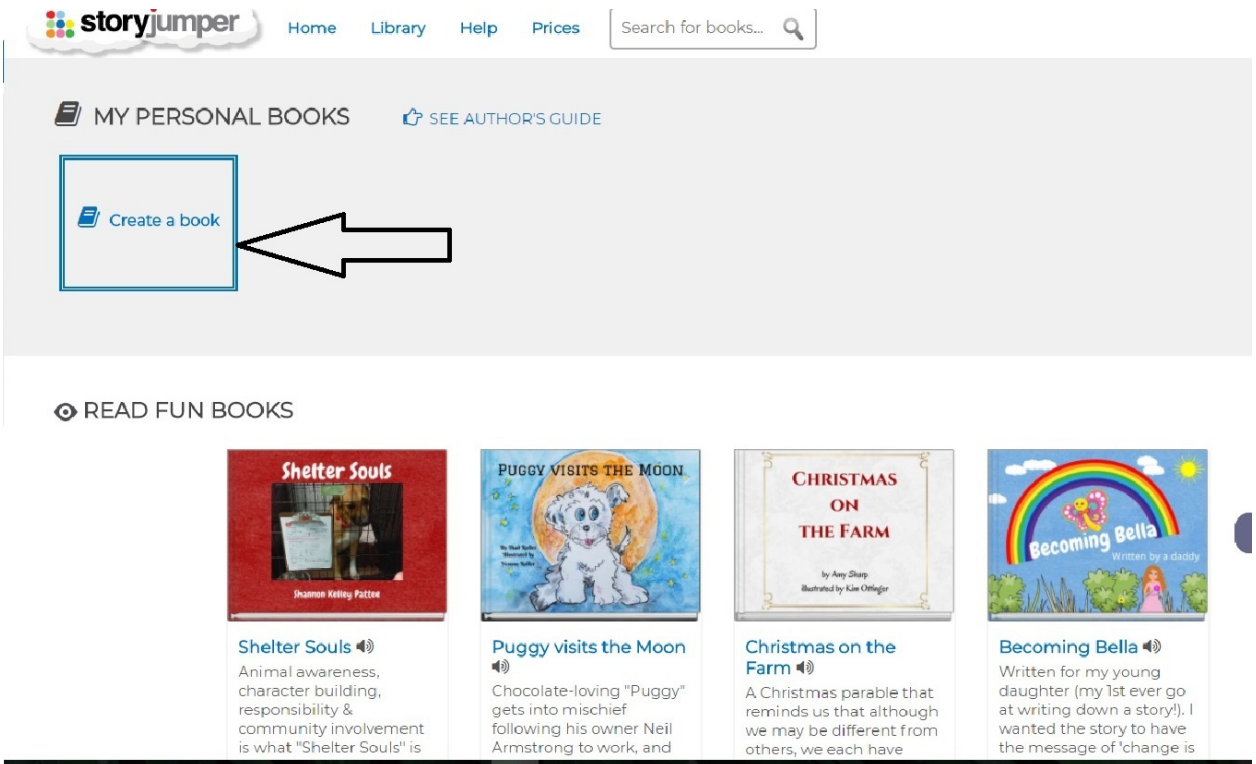 storyjumper
Home Library Help Prices Search for books...
MY PERSONAL BOOKS SEE AUTHOR'S GUIDE
Create a book
READ FUN BOOKS
Shelter Souls
Shannon Kelley Pattee
PUGGY VISITS THE MOON
CHRISTMAS
ON
THE FARM
by Amy Sharp
illustrated by Kim Ottinger
Becoming Bella
Written by a daddy
Shelter Souls
Animal awareness,
character building,
responsibility &
community involvement
is what "Shelter Souls" is
Puggy visits the Moon
Chocolate-loving "Puggy"
gets into mischief
following his owner Neil
Armstrong to work, and
Christmas on the
Farm
A Christmas parable that
reminds us that although
we may be different from
others, we each have
Becoming Bella
Written for my young
daughter (my 1st ever go
at writing down a story!). I
wanted the story to have
the message of 'change is